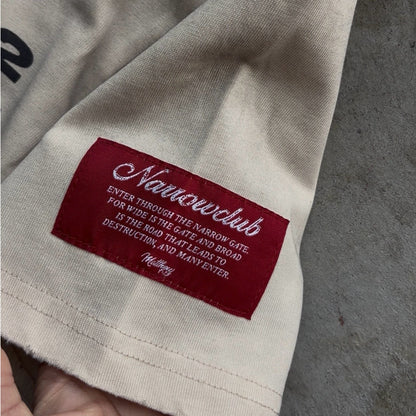 2
Narrowclub
ENTER THROUGH THE NARROW GATE.
FOR WIDE IS THE GATE, AND BROAD
IS THE ROAD THAT LEADS TO
DESTRUCTION, AND MANY ENTER.